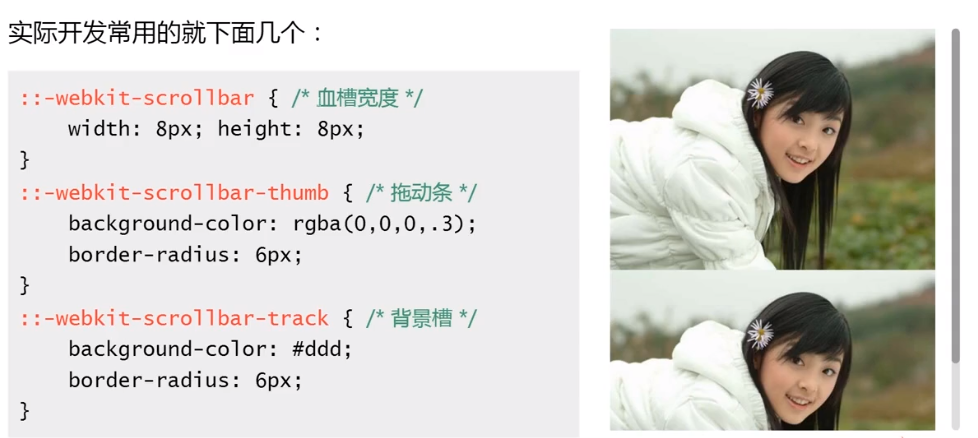 实际开发常用的就下面几个：
::-webkit-scrollbar { /* 血槽宽度 */
    width: 8px; height: 8px;
}
::-webkit-scrollbar-thumb { /* 拖动条 */
    background-color: rgba(0,0,0,.3);
    border-radius: 6px;
}
::-webkit-scrollbar-track { /* 背景槽 */
    background-color: #ddd;
    border-radius: 6px;
}